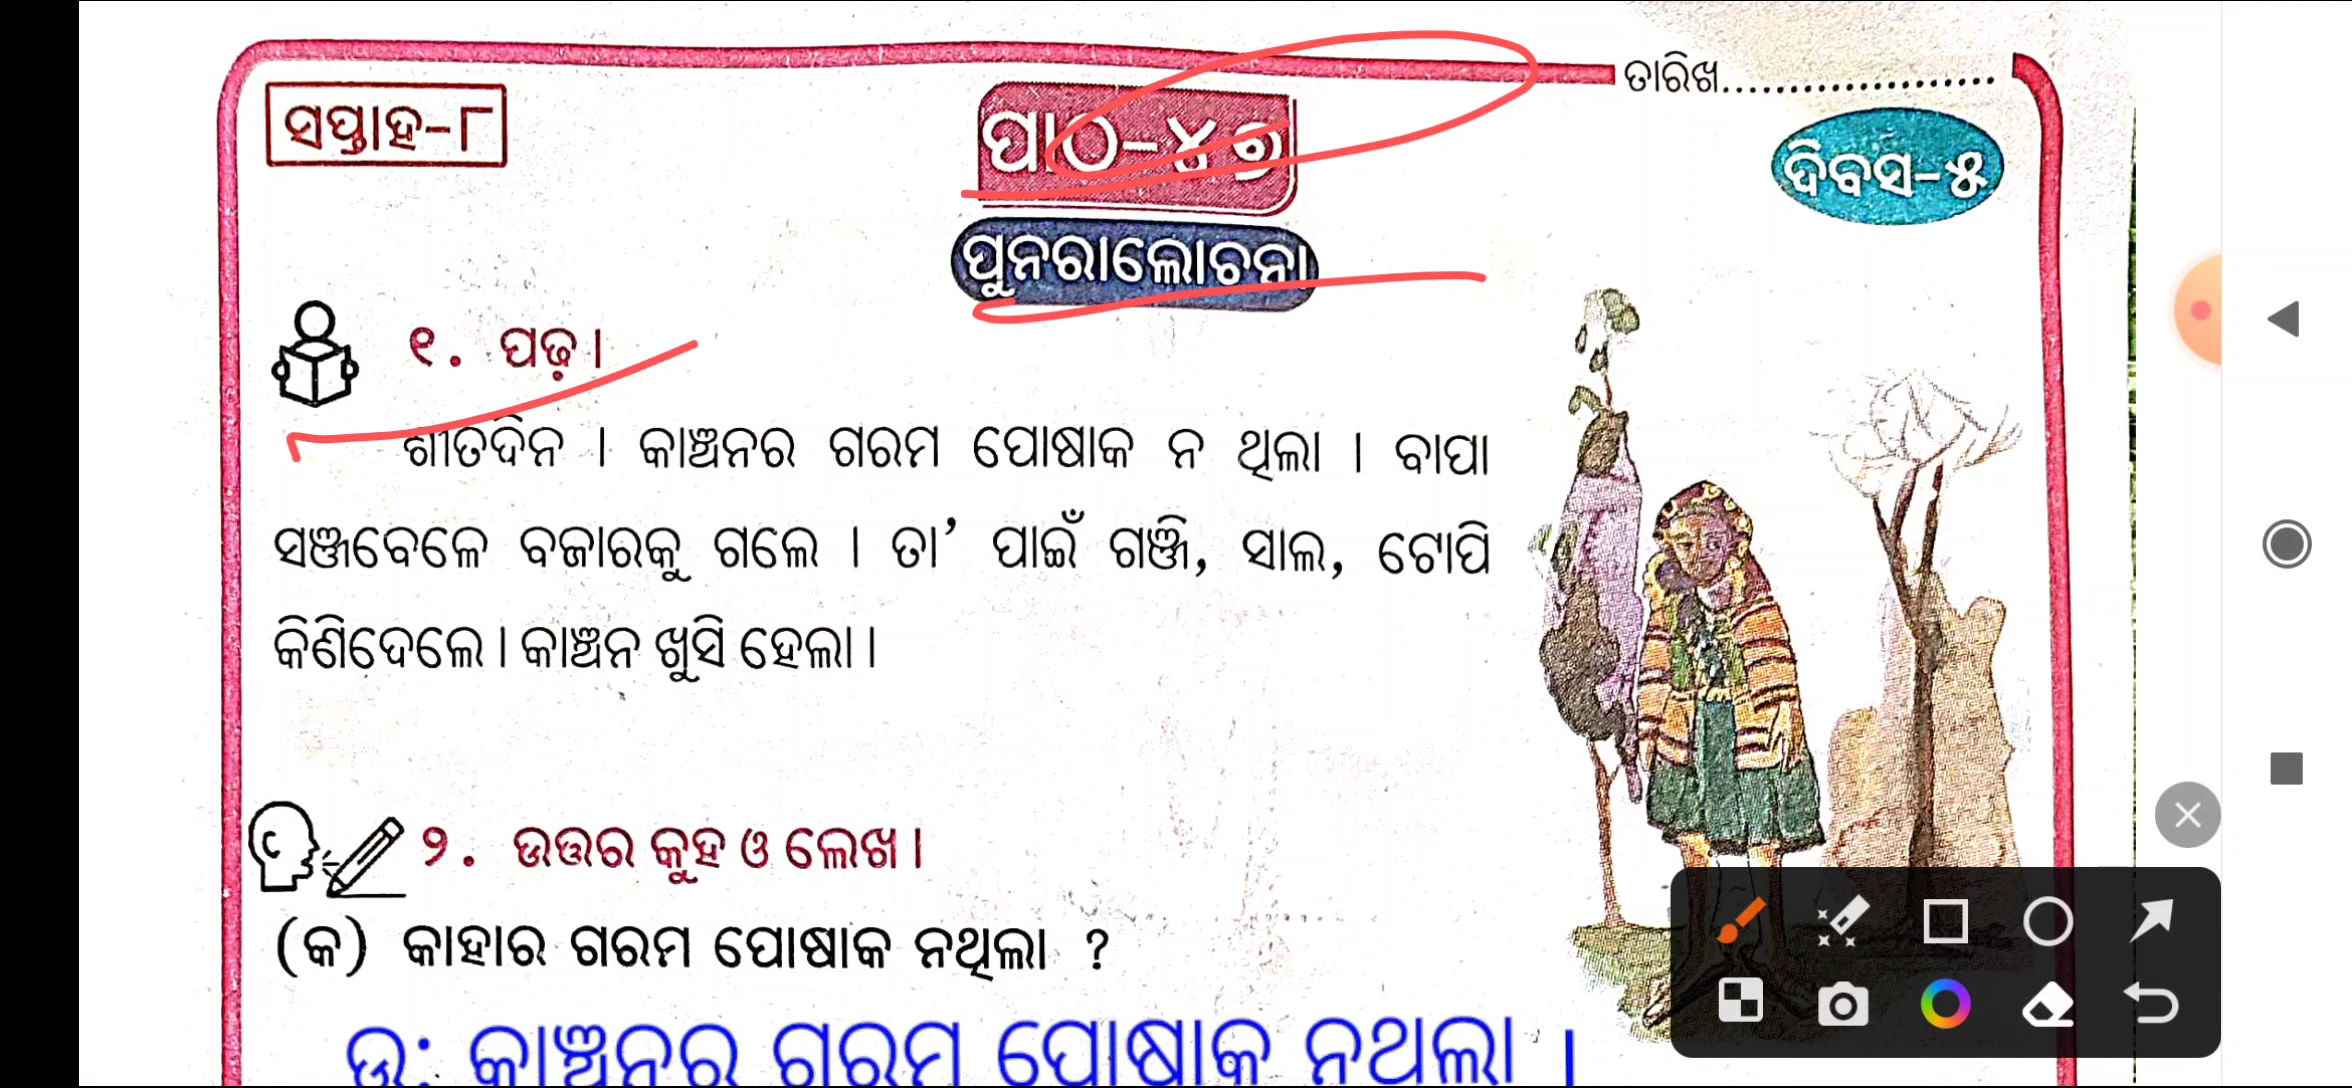 ତାରିଖ....................
ସପ୍ତାହ-୮
ପାଠ-୪୭
ଦିବସ-୫
ପୁନରାଲୋଚନା
୧. ପଢ଼।
ଶୀତଦିନ । କାଞ୍ଚନର ଗରମ ପୋଷାକ ନ ଥିଲା । ବାପା
ସଞ୍ଜବେଳେ ବଜାରକୁ ଗଲେ । ତା’ ପାଇଁ ଗଞ୍ଜି, ସାଲ, ଟୋପି
କିଣିଦେଲେ। କାଞ୍ଚନ ଖୁସି ହେଲା।
୨. ଉତ୍ତର କୁହ ଓ ଲେଖ।
(କ) କାହାର ଗରମ ପୋଷାକ ନଥିଲା ?
ଉ: କାଞ୍ଚନର ଗରମ ପୋଷାକ ନଥିଲା ।